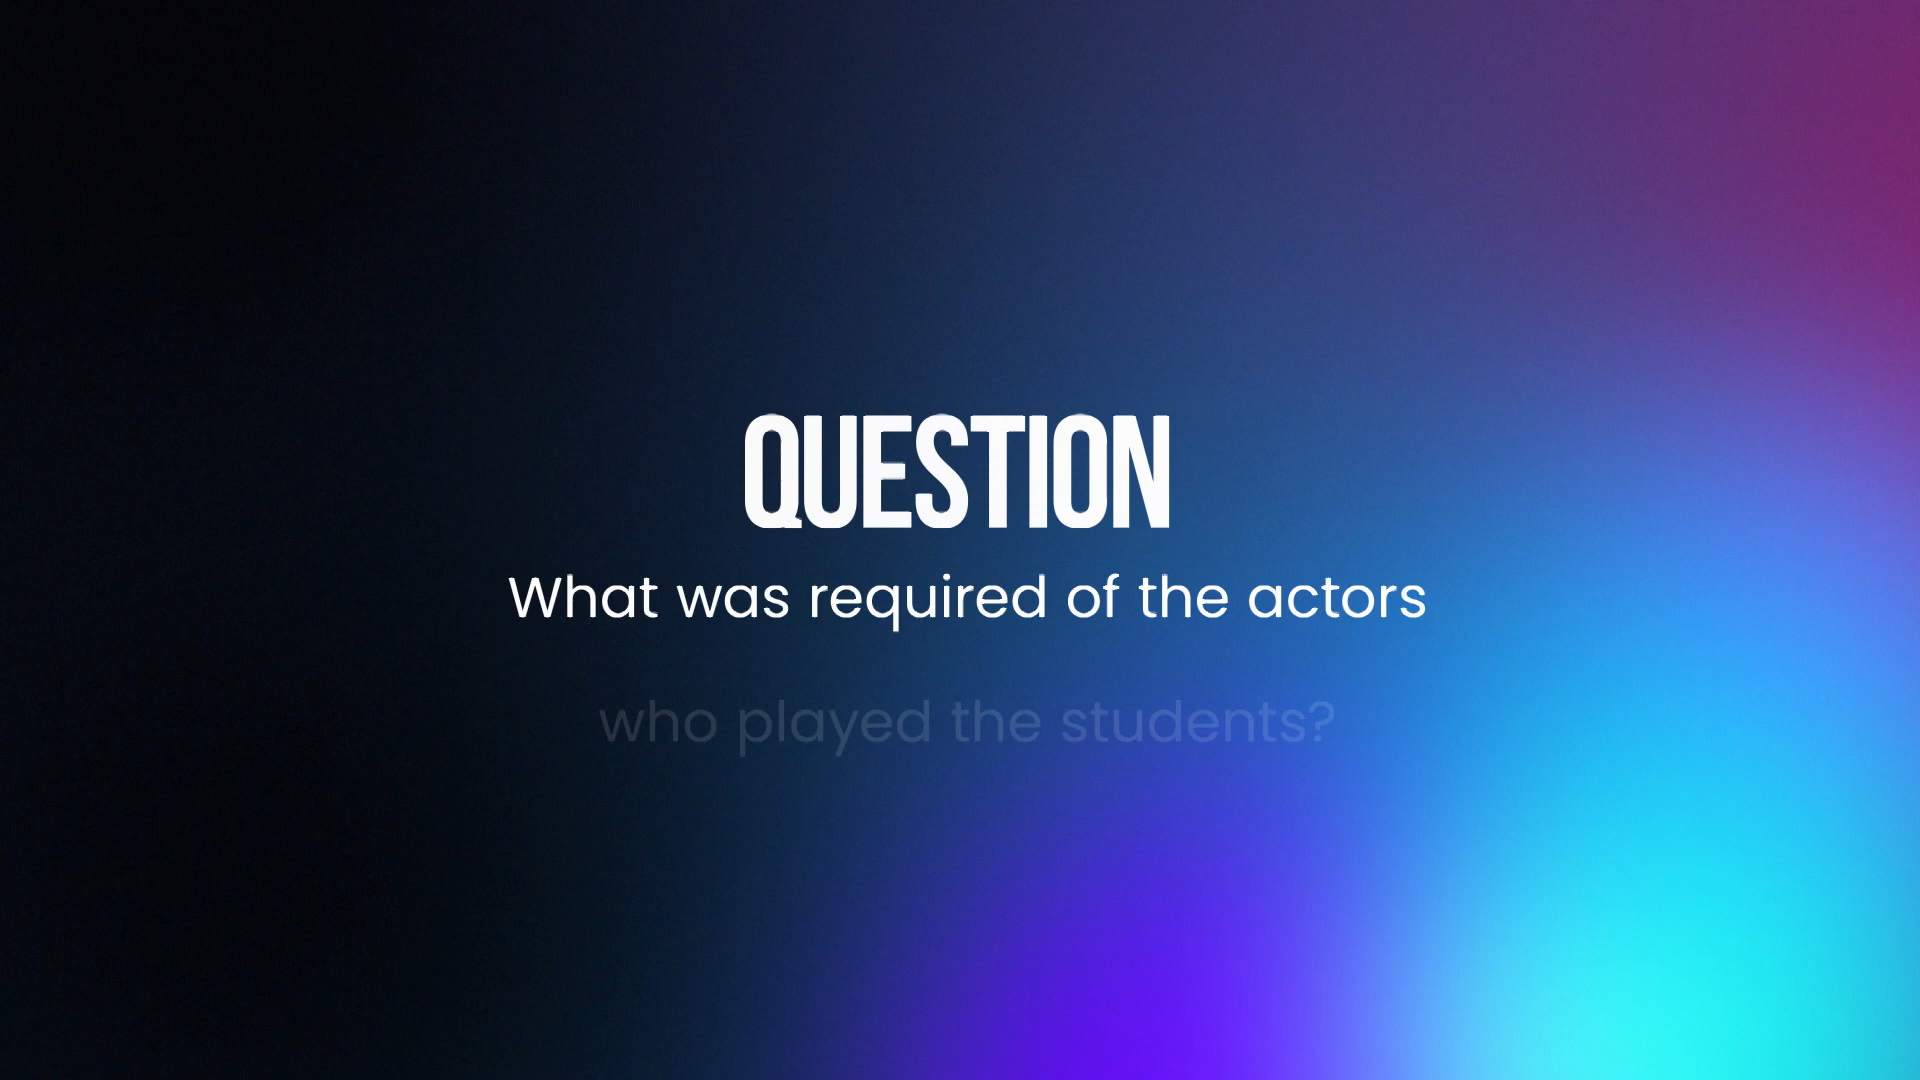 QUESTION
What was required of the actors
who played the students?